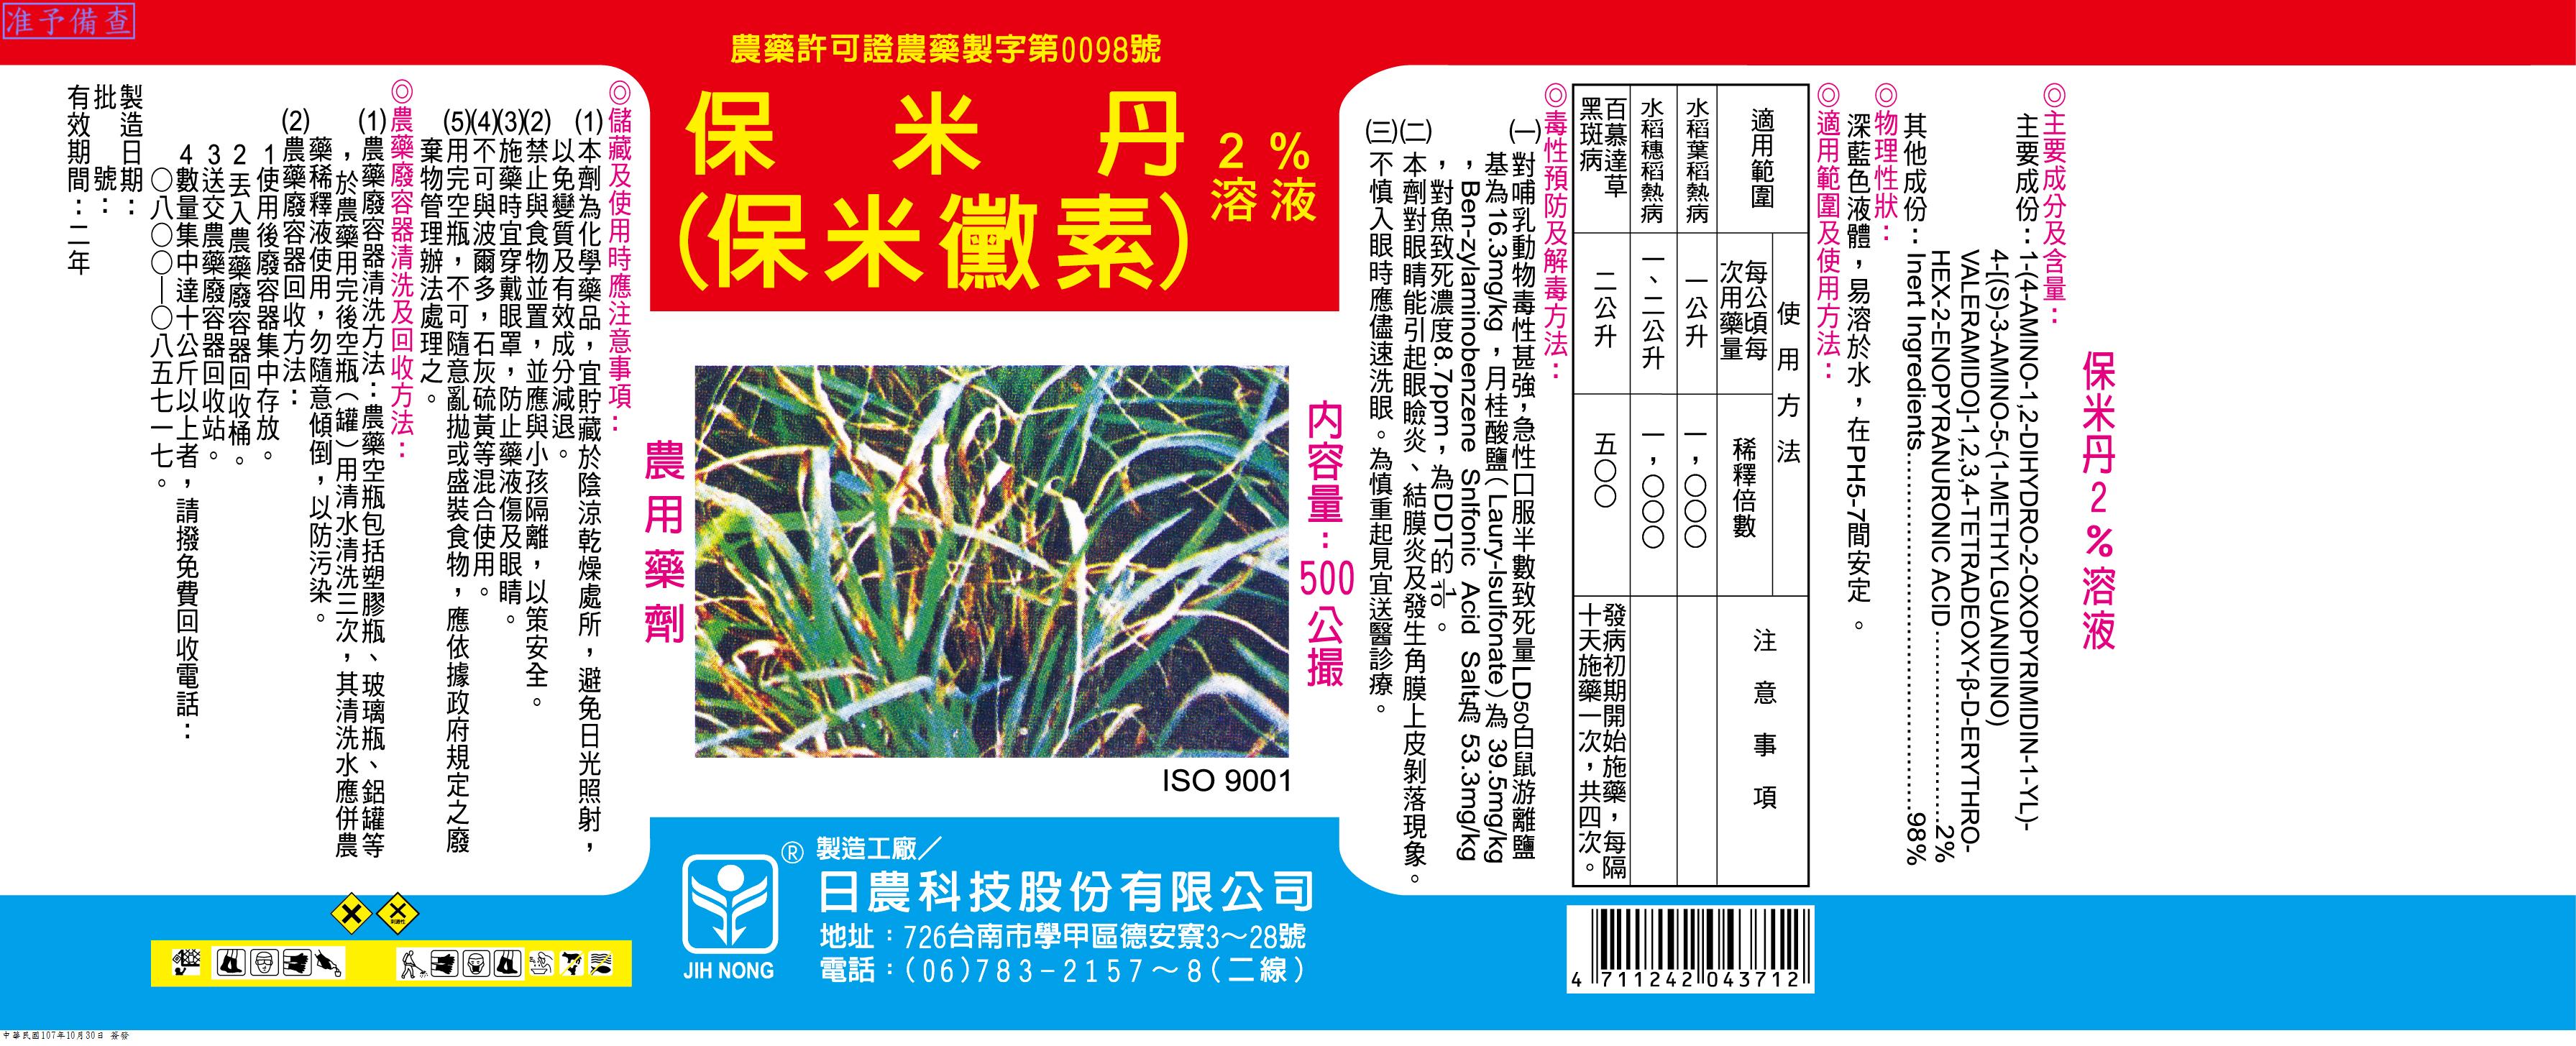 准予備查
農藥許可證農藥製字第0098號
保米丹
2%
溶液
(保米黴素)
內容量：500公撮
農用藥劑
ISO 9001
JIH NONG
®
製造工廠／
日農科技股份有限公司
地址：726台南市學甲區德安寮3～28號
電話：(06)783-2157～8(二線)
保米丹2%溶液
◎主要成分及含量：
主要成份：1-(4-AMINO-1,2-DIHYDRO-2-OXOPYRIMIDIN-1-YL)-
4-[(S)-3-AMINO-5-(1-METHYLGUANIDINO)
VALERAMIDO]-1,2,3,4-TETRADEOXY-β-D-ERYTHRO-
HEX-2-ENOPYRANURONIC ACID......................2%
其他成份：Inert Ingredients......................98%
◎物理性狀：
深藍色液體，易溶於水，在PH5-7間安定。
◎適用範圍及使用方法：
適用範圍
使用方法
每公頃每
次用藥量
稀釋倍數
注意事項
水稻葉稻熱病
一公升
一，○○○
水稻穗稻熱病
一、二公升
一，○○○
百慕達草
黑斑病
二公升
五○○
發病初期開始施藥，每隔
十天施藥一次，共四次。
◎毒性預防及解毒方法：
㈠對哺乳動物毒性甚強，急性口服半數致死量LD50白鼠游離鹽
基為16.3mg/kg，月桂酸鹽(Laury-lsulfonate)為 39.5mg/kg
，Ben-zylaminobenzene Snlfonic Acid Salt為 53.3mg/kg
，對魚致死濃度8.7ppm，為DDT的1/10。
㈡本劑對眼睛能引起眼瞼炎、結膜炎及發生角膜上皮剝落現象。
㈢不慎入眼時應儘速洗眼。為慎重起見宜送醫診療。
◎儲藏及使用時應注意事項：
(1)本劑為化學藥品，宜貯藏於陰涼乾燥處所，避免日光照射，
以免變質及有效成分減退。
(2)禁止與食物並置，並應與小孩隔離，以策安全。
(3)施藥時宜穿戴眼罩，防止藥液傷及眼睛。
(4)不可與波爾多，石灰硫黃等混合使用。
(5)用完空瓶，不可隨意亂拋或盛裝食物，應依據政府規定之廢
棄物管理辦法處理之。
◎農藥廢容器清洗及回收方法：
(1)農藥廢容器清洗方法：農藥空瓶包括塑膠瓶、玻璃瓶、鋁罐等
，於農藥用完後空瓶(罐)用清水清洗三次，其清洗水應併農
藥稀釋液使用，勿隨意傾倒，以防污染。
(2)農藥廢容器回收方法：
1使用後廢容器集中存放。
2丟入農藥廢容器回收桶。
3送交農藥廢容器回收站。
4數量集中達十公斤以上者，請撥免費回收電話：
○八○○—○八五七一七。
製造日期：
批號：
有效期間：二年
刺激性
4 711242 043712
中華民國107年10月30日 簽發